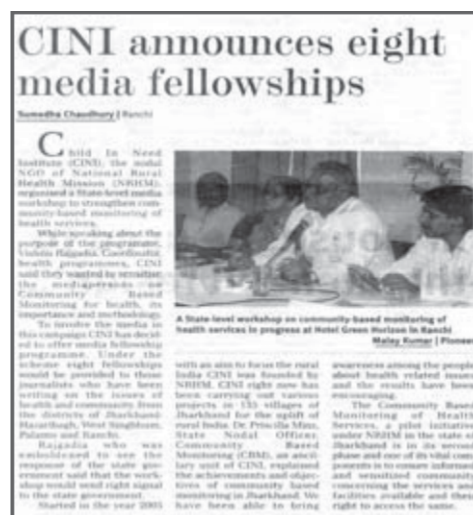 CINI announces eight
media fellowships
Sumedha Chaudhury | Ranchi
Child In Need
Institute (CINI), the nodal
NGO of National Rural
Health Mission (NRHM),
organised a State-level media
workshop to strengthen com-
munity-based monitoring of
health services.
While speaking about the
purpose of the programme,
Rajgadia, Coordinator,
health programmes, CINI
said they wanted to sensitise
the mediapersons on
Community Based
Monitoring for health, its
importance and methodology.
To involve the media in
this campaign CINI has decid-
ed to offer media fellowship
programme. Under the
scheme eight fellowships
would be provided to those
journalists who have been
writing on the issues of
health and community from
the districts of Jharkhand-
Hazaribagh, West Singhbhum,
Palamu and Ranchi.
Rajgadia who was
emboldened to see the
response of the state gov-
ernment said that the work-
shop would send right signal
to the state government.
Started in the year 2005
A State-level workshop on community-based monitoring of
health services in progress at Hotel Green Horizon in Ranchi
Malay Kumar | Pioneer
with an aim to focus the rural
India CINI was founded by
NRHM. CINI right now has
been carrying out various
projects in villages of
Jharkhand for the uplift of
rural India. Dr. Priscilla
State Nodal Officer,
Community Based
Monitoring (CBM), an ancil-
lary unit of CINI, explained
the achievements and objec-
tives of community based
monitoring in Jharkhand. We
have been able to bring
awareness among the people
about health related issues
and the results have been
encouraging.
The Community Based
Monitoring of Health
Services, a pilot initiative
under NRHM in the state of
Jharkhand is in its second
phase and one of its vital com-
ponents is to ensure informed
and sensitized community
concerning the services and
facilities available and their
right to access the same.